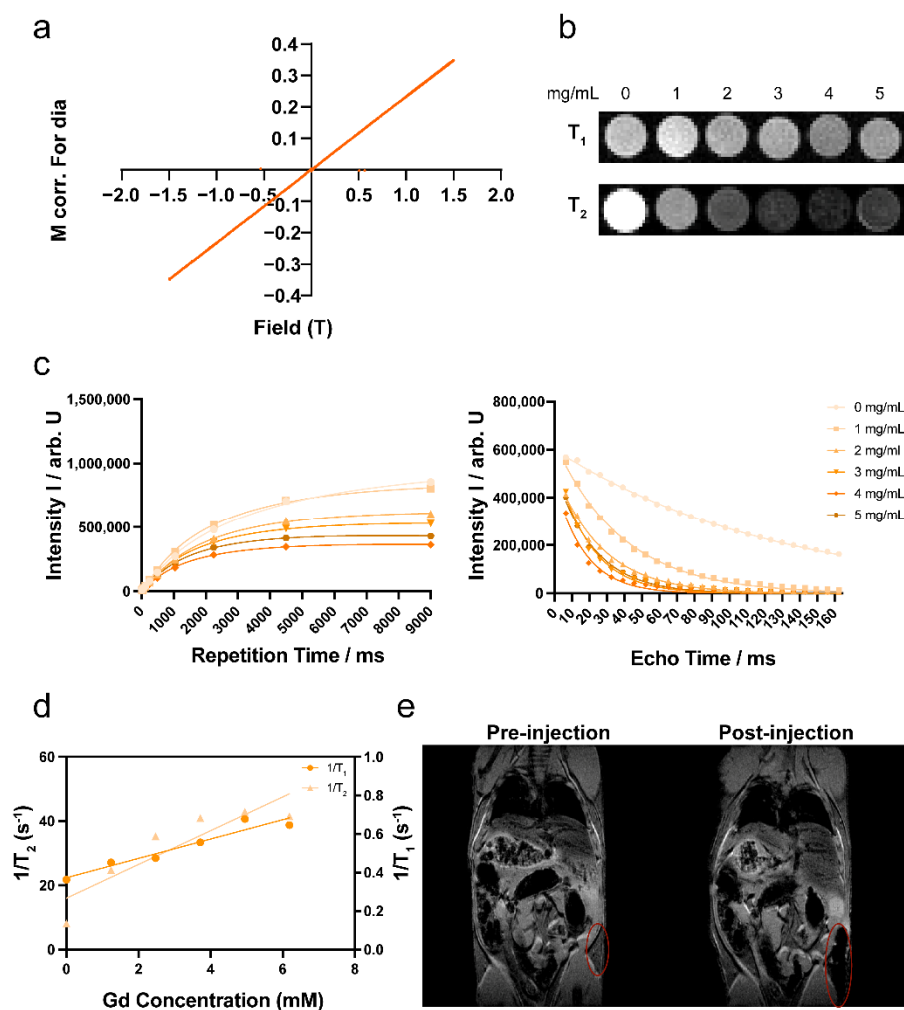 a
M corr. For dia
0.4
0.3
0.2
0.1
−2.0 −1.5 −1.0 −0.5 0.5 1.0 1.5 2.0
−0.1
−0.2
−0.3
−0.4
Field (T)
b
mg/mL 0 1 2 3 4 5
T1
T2
c
Intensity I / arb. U
1,500,000
1,000,000
500,000
0
0 1000 2000 3000 4000 5000 6000 7000 8000 9000
Repetition Time / ms
Intensity I / arb. U
800,000
600,000
400,000
200,000
0
0 10 20 30 40 50 60 70 80 90 100 110 120 130 140 150 160
Echo Time / ms
0 mg/mL
1 mg/mL
2 mg/ml
3 mg/mL
4 mg/mL
5 mg/mL
d
1/T2 (s-1)
60
40
20
0
0 2 4 6 8
Gd Concentration (mM)
1.0
0.8
0.6
0.4
0.2
0.0
1/T1 (s-1)
1/T1
1/T2
e
Pre-injection Post-injection